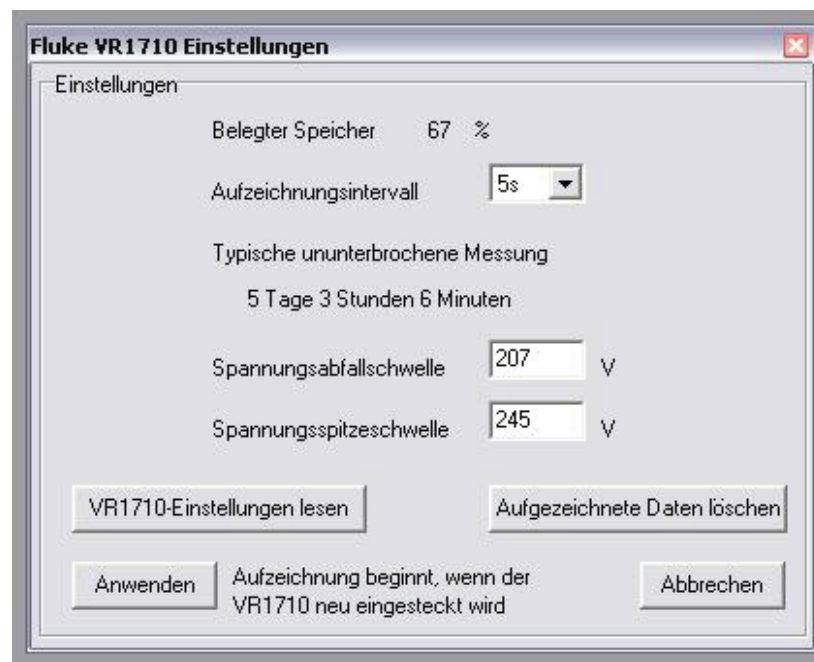 Fluke VR1710 Einstellungen
Einstellungen
Belegter Speicher 67 %
Aufzeichnungsintervall 5s
Typische ununterbrochene Messung
5 Tage 3 Stunden 6 Minuten
Spannungsabfallschwelle 207 V
Spannungsspitzeschwelle 245 V
VR1710-Einstellungen lesen Aufgezeichnete Daten löschen
Anwenden Aufzeichnung beginnt, wenn der
VR1710 neu eingesteckt wird Abbrechen